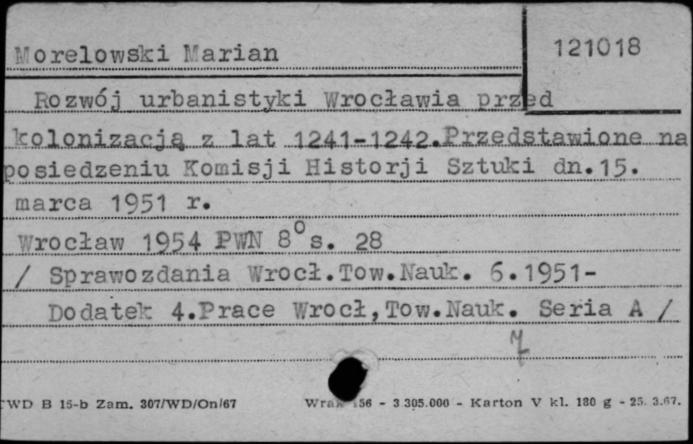 Morelowski Marian
121018
Rozwój urbanistyki Wrocławia przed
kolonizacją z lat 1241-1242.Przedstawione na
posiedzeniu Komisji Historji Sztuki dn.15.
marca 1951 r.
Wrocław 1954 PWN 8° s. 28
/ Sprawozdania Wrocł.Tow.Nauk. 6.1951-
Dodatek 4.Prace Wrocł,Tow.Nauk. Seria A /
WD B 15-b Zam. 307/WD/On/67 56 - 3.305.000 - Karton V kl. 180 g - 25. 3.67.